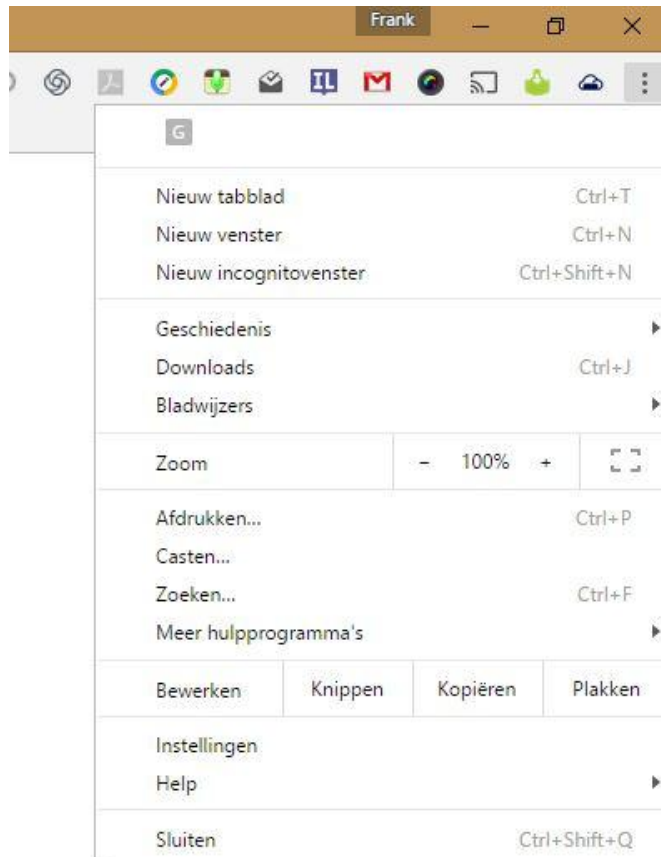 Frank
IL
G
Nieuw tabblad Ctrl+T
Nieuw venster Ctrl+N
Nieuw incognitovenster Ctrl+Shift+N
Geschiedenis
Downloads Ctrl+J
Bladwijzers
Zoom - 100% +
Afdrukken... Ctrl+P
Casten...
Zoeken... Ctrl+F
Meer hulpprogramma's
Bewerken Knippen Kopiëren Plakken
Instellingen
Help
Sluiten Ctrl+Shift+Q